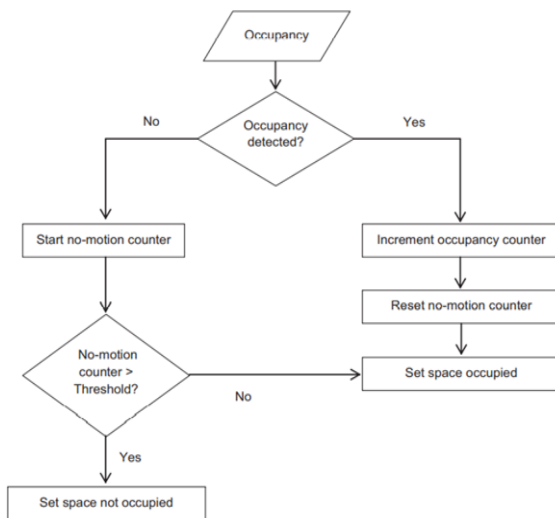 Occupancy
Occupancy
detected?
No
Yes
Start no-motion counter
Increment occupancy counter
Reset no-motion counter
No-motion
counter >
Threshold?
Set space occupied
No
Yes
Set space not occupied